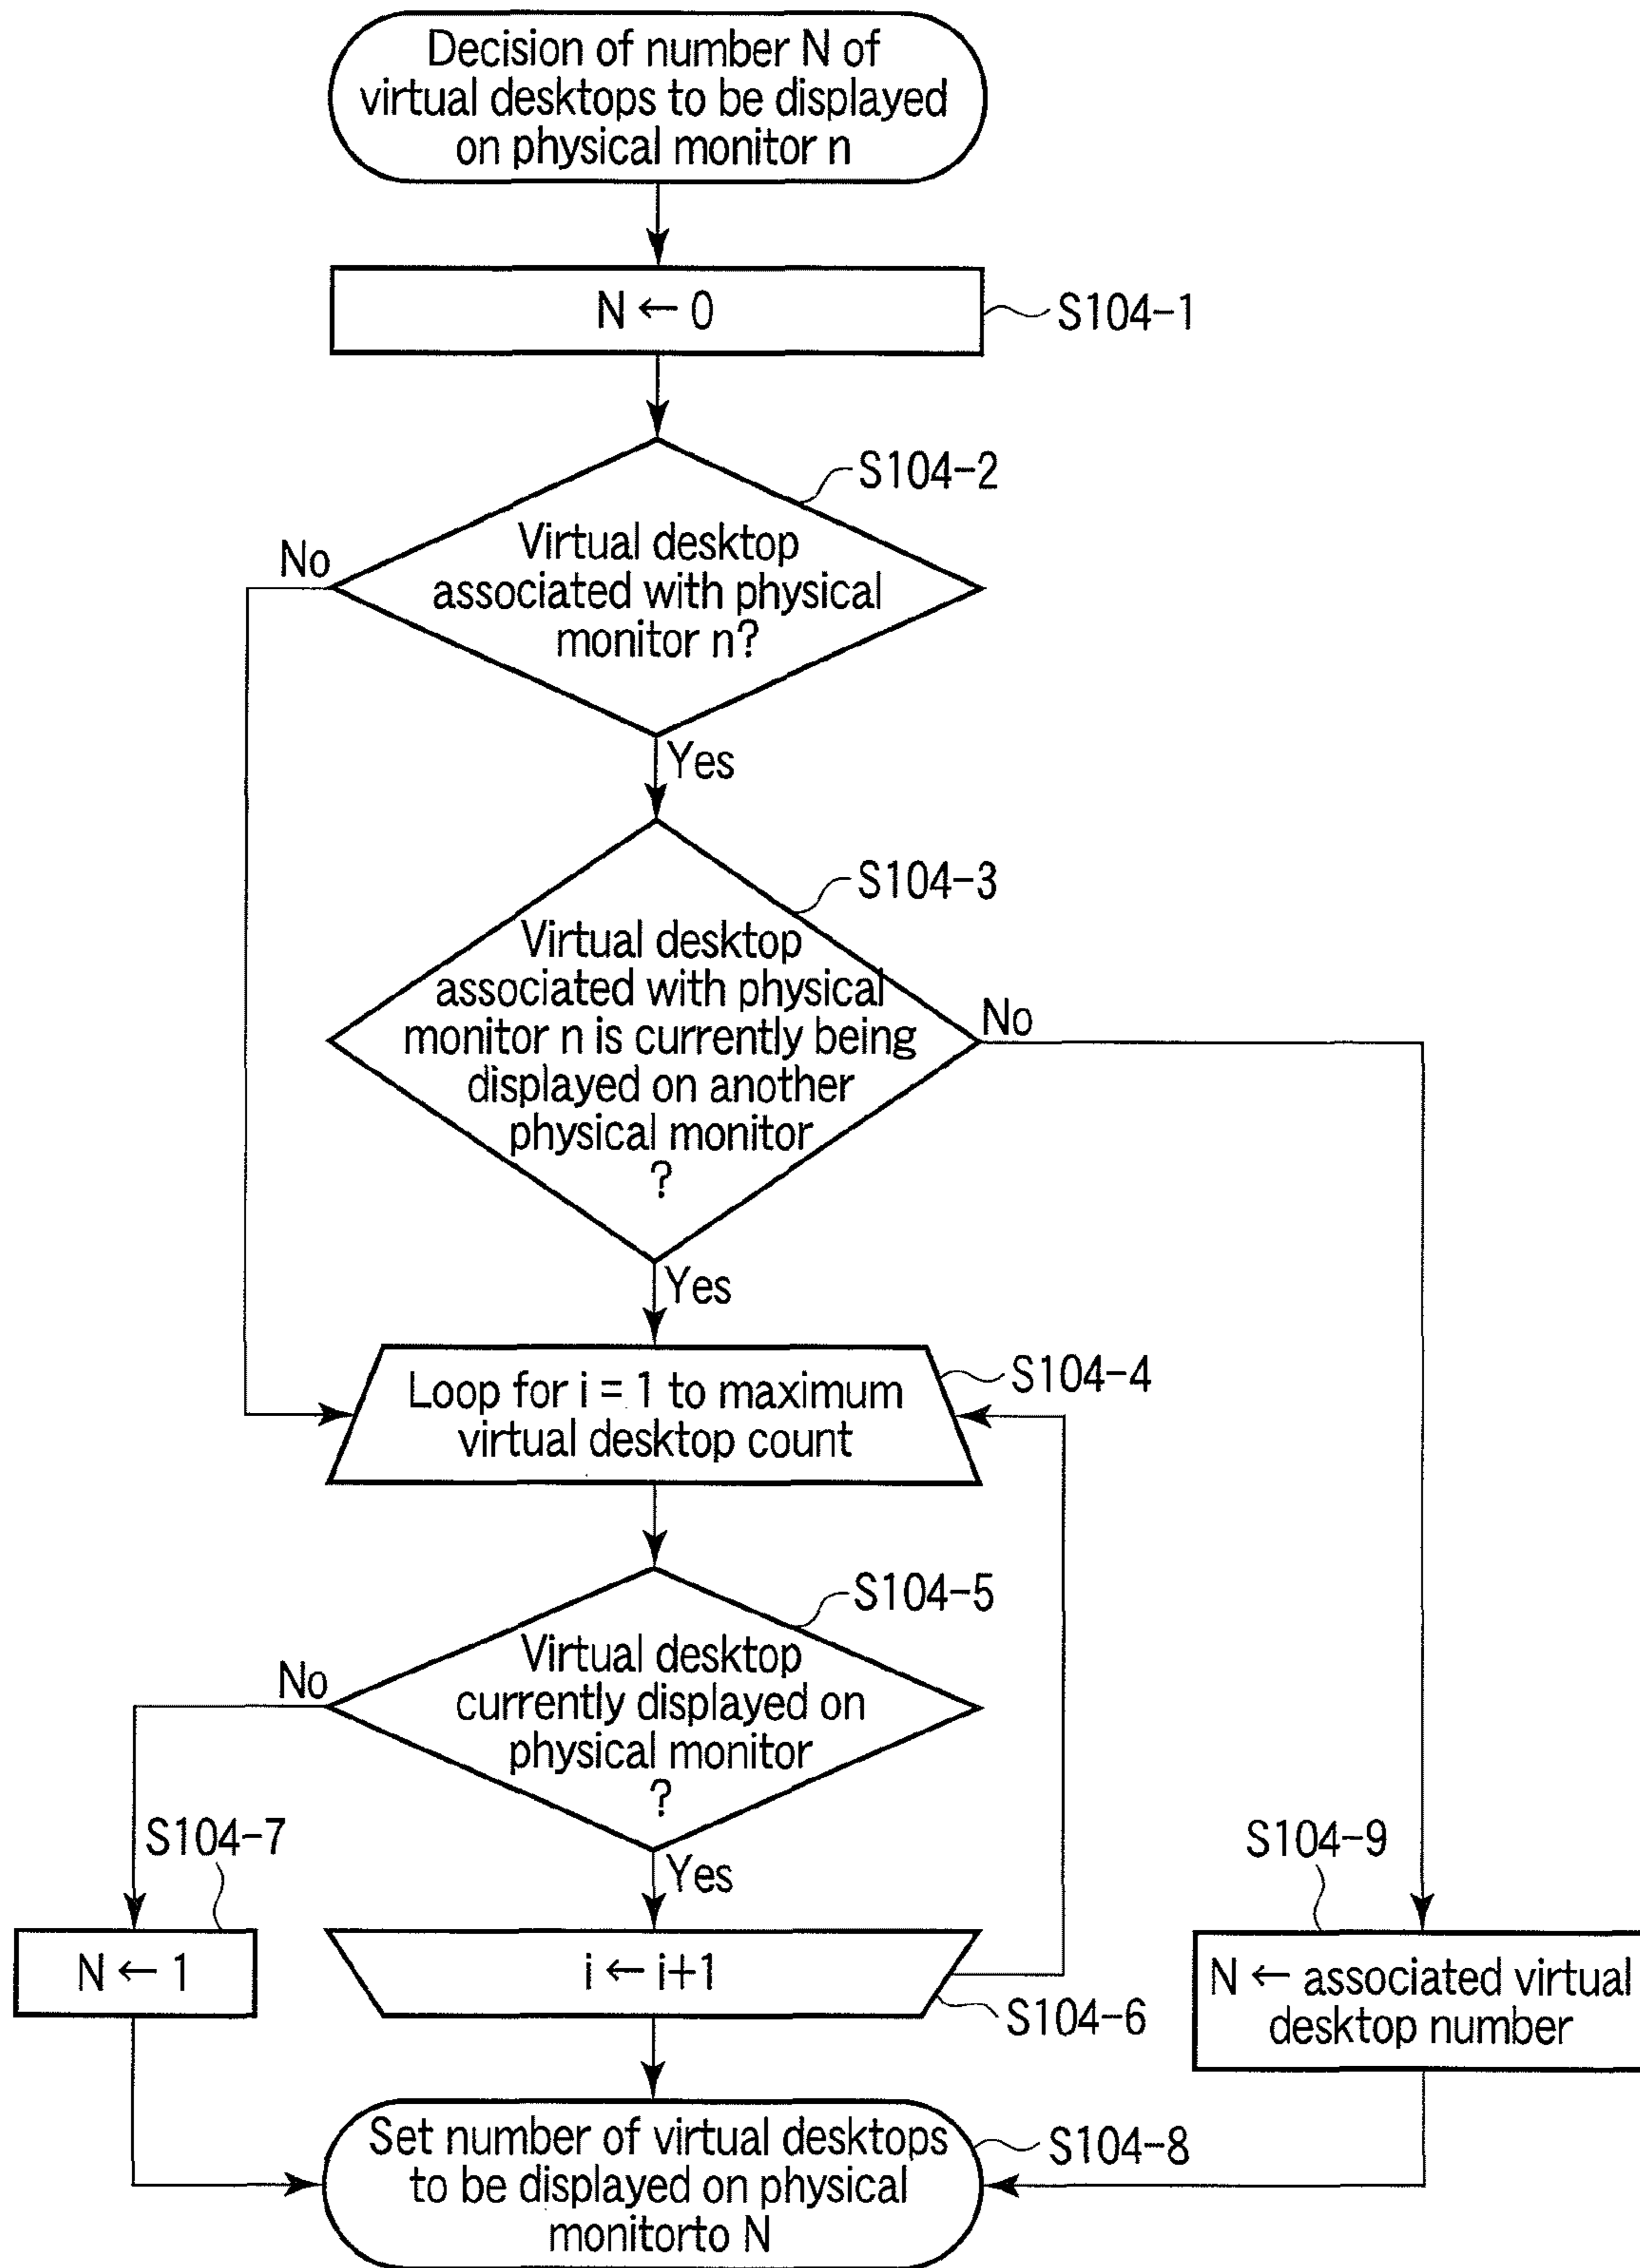 Decision of number N of
virtual desktops to be displayed
on physical monitor n
N ← 0
S104-1
S104-2
No
Virtual desktop
associated with physical
monitor n?
Yes
S104-3
Virtual desktop
associated with physical
monitor n is currently being
displayed on another
physical monitor
?
No
Yes
S104-4
Loop for i = 1 to maximum
virtual desktop count
S104-5
No
Virtual desktop
currently displayed on
physical monitor
?
S104-7
Yes
S104-9
N ← 1
i ← i+1
S104-6
N ← associated virtual
desktop number
Set number of virtual desktops
to be displayed on physical
monitorto N
S104-8